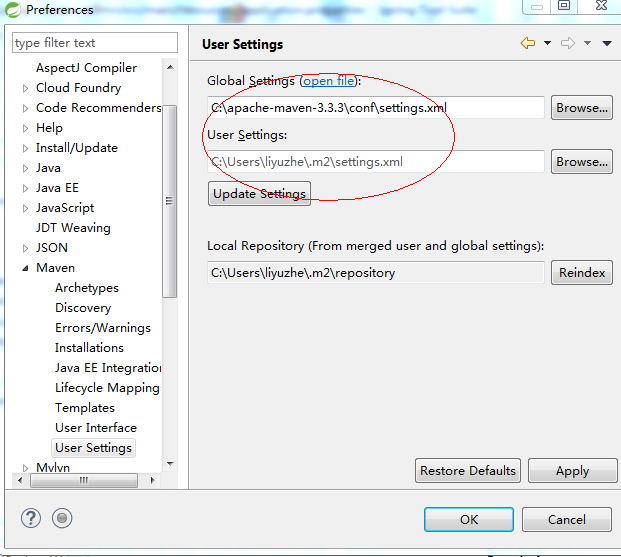 Preferences
type filter text
AspectJ Compiler
Cloud Foundry
Code Recommenders
Help
Install/Update
Java
Java EE
JavaScript
JDT Weaving
JSON
Maven
Archetypes
Discovery
Errors/Warnings
Installations
Java EE Integratio
Lifecycle Mapping
Templates
User Interface
User Settings
Mylyn
User Settings
Global Settings (open file):
C:\apache-maven-3.3.3\conf\settings.xml Browse...
User Settings:
C:\Users\liyuzhe\.m2\settings.xml Browse...
Update Settings
Local Repository (From merged user and global settings):
C:\Users\liyuzhe\.m2\repository Reindex
Restore Defaults Apply
OK Cancel